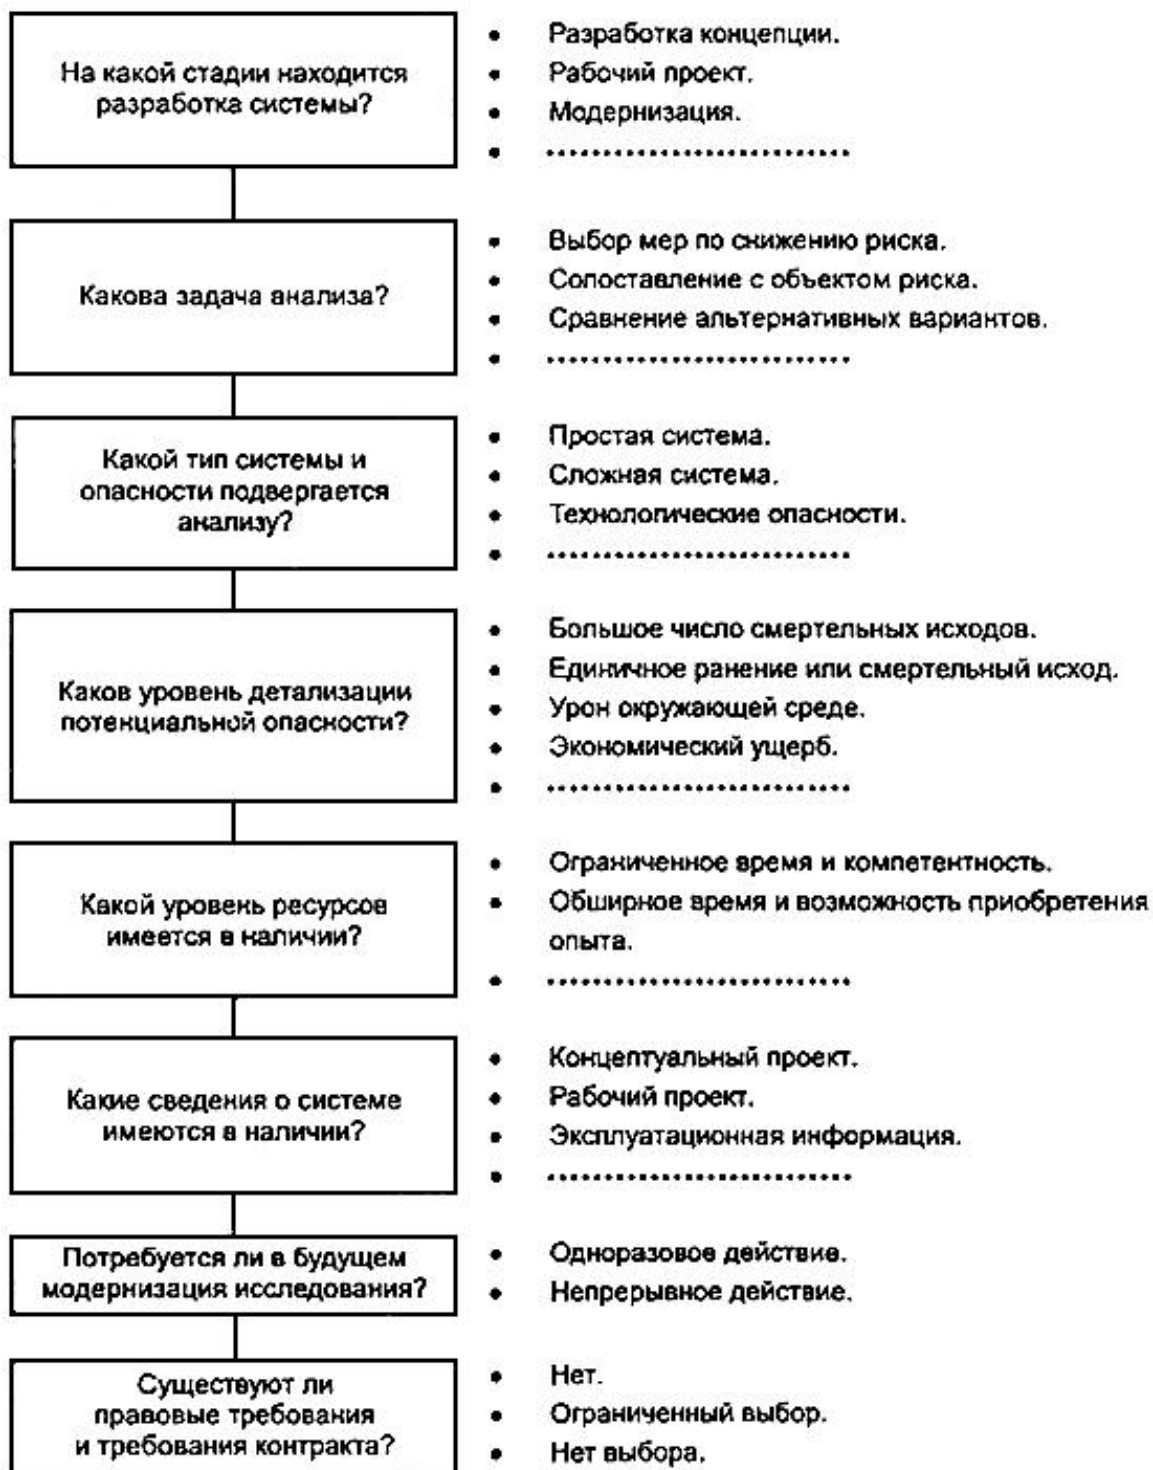 На какой стадии находится
разработка системы?
• Разработка концепции.
• Рабочий проект.
• Модернизация.
• ...........................
Какова задача анализа?
• Выбор мер по снижению риска.
• Сопоставление с объектом риска.
• Сравнение альтернативных вариантов.
• ...........................
Какой тип системы и
опасности подвергается
анализу?
• Простая система.
• Сложная система.
• Технологические опасности.
• ...........................
Каков уровень детализации
потенциальной опасности?
• Большое число смертельных исходов.
• Единичное ранение или смертельный исход.
• Урон окружающей среде.
• Экономический ущерб.
• ...........................
Какой уровень ресурсов
имеется в наличии?
• Ограниченное время и компетентность.
• Обширное время и возможность приобретения
опыта.
• ...........................
Какие сведения о системе
имеются в наличии?
• Концептуальный проект.
• Рабочий проект.
• Эксплуатационная информация.
• ...........................
Потребуется ли в будущем
модернизация исследования?
• Одноразовое действие.
• Непрерывное действие.
Существуют ли
правовые требования
и требования контракта?
• Нет.
• Ограниченный выбор.
• Нет выбора.